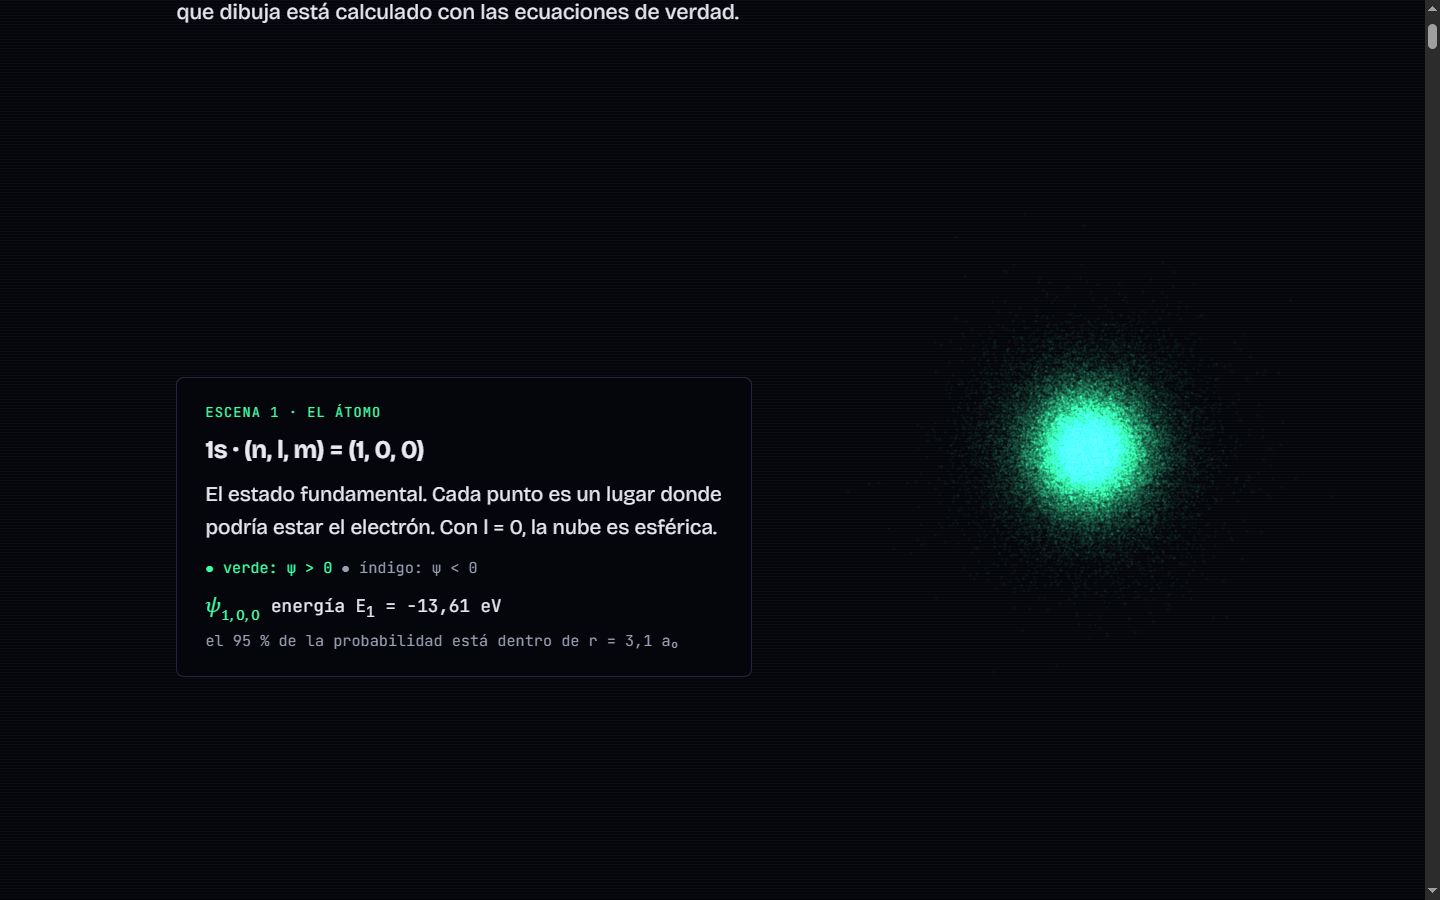 que dibuja está calculado con las ecuaciones de verdad.
ESCENA 1 · EL ÁTOMO
1s · (n, l, m) = (1, 0, 0)
El estado fundamental. Cada punto es un lugar donde
podría estar el electrón. Con l = 0, la nube es esférica.
● verde: ψ > 0 ● índigo: ψ < 0
ψ1,0,0 energía E1 = -13,61 eV
el 95 % de la probabilidad está dentro de r = 3,1 a₀